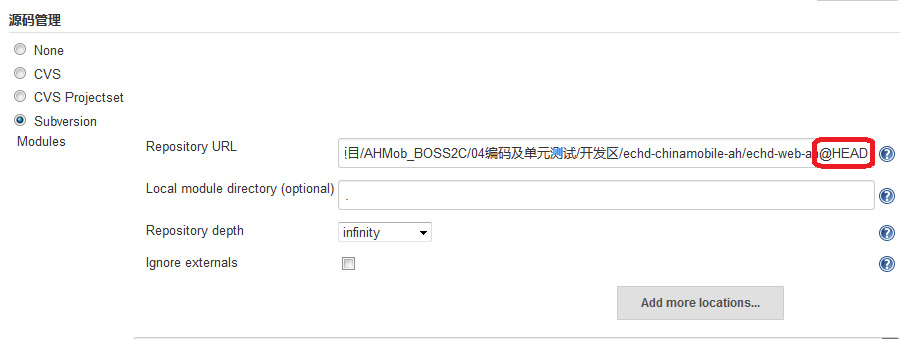 源码管理
None
CVS
CVS Projectset
Subversion
Modules
Repository URL
目/AHMob_BOSS2C/04编码及单元测试/开发区/echd-chinamobile-ah/echd-web-ah@HEAD
Local module directory (optional)
.
Repository depth
infinity
Ignore externals
Add more locations...